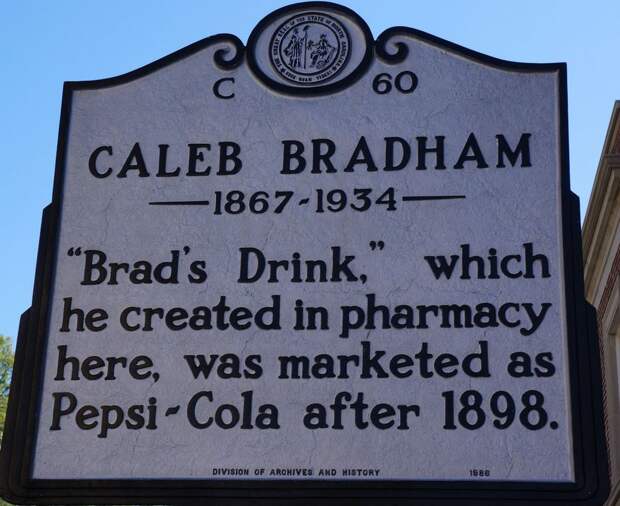 C 60
CALEB BRADHAM
1867-1934
"Brad's Drink," which
he created in pharmacy
here, was marketed as
Pepsi-Cola after 1898.
DIVISION OF ARCHIVES AND HISTORY 1986